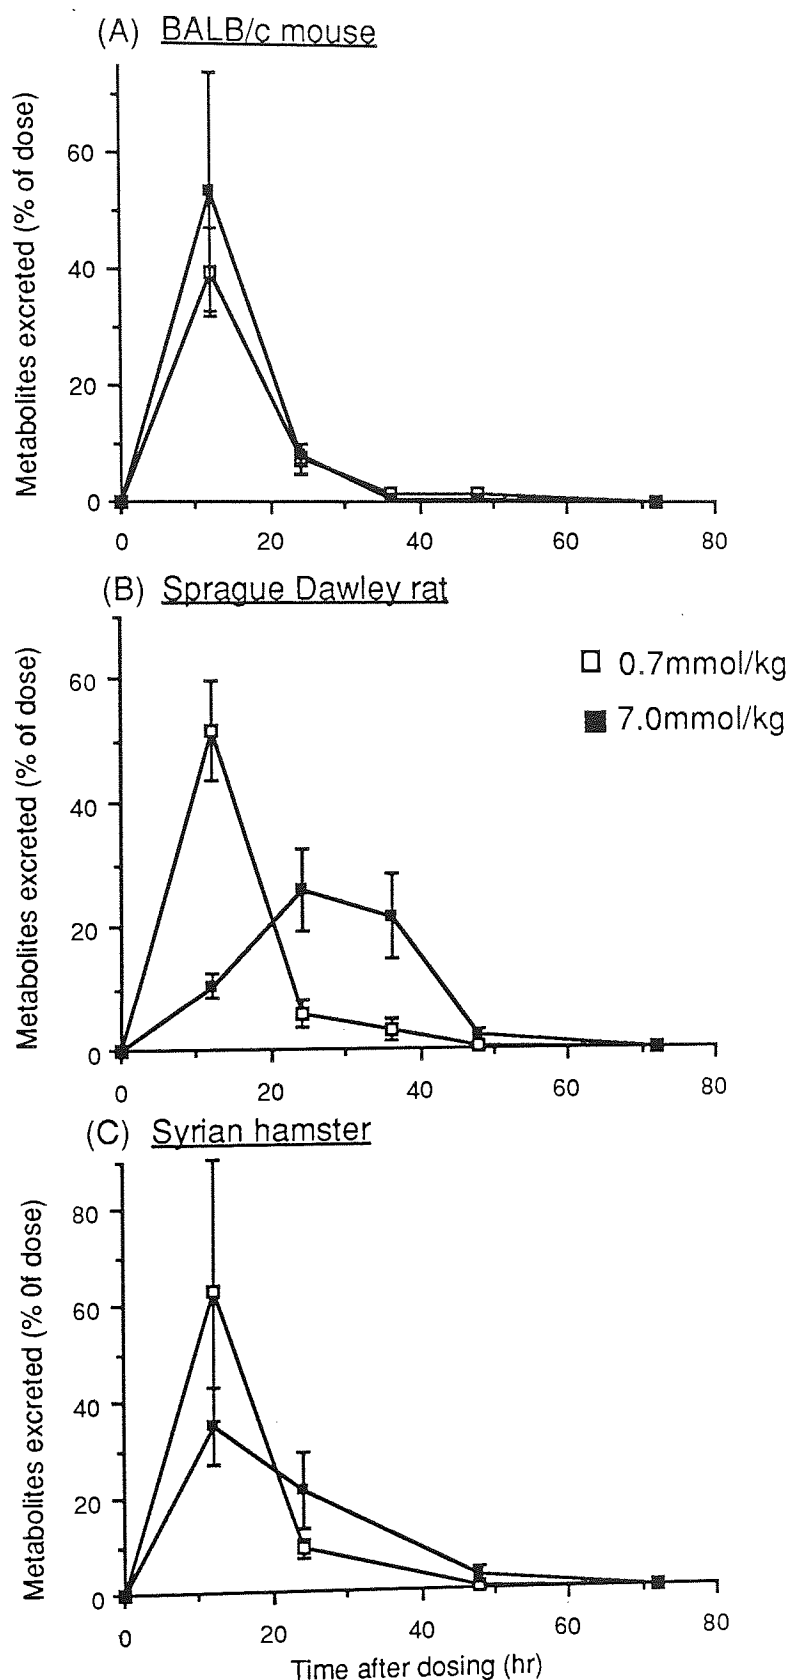 (A) BALB/c mouse
Metabolites excreted (% of dose)
60
40
20
0
0 20 40 60 80
(B) Sprague Dawley rat
Metabolites excreted (% of dose)
60
40
20
0
0.7mmol/kg
7.0mmol/kg
0 20 40 60 80
(C) Syrian hamster
Metabolites excreted (% 0f dose)
80
60
40
20
0
0 20 40 60 80
Time after dosing (hr)